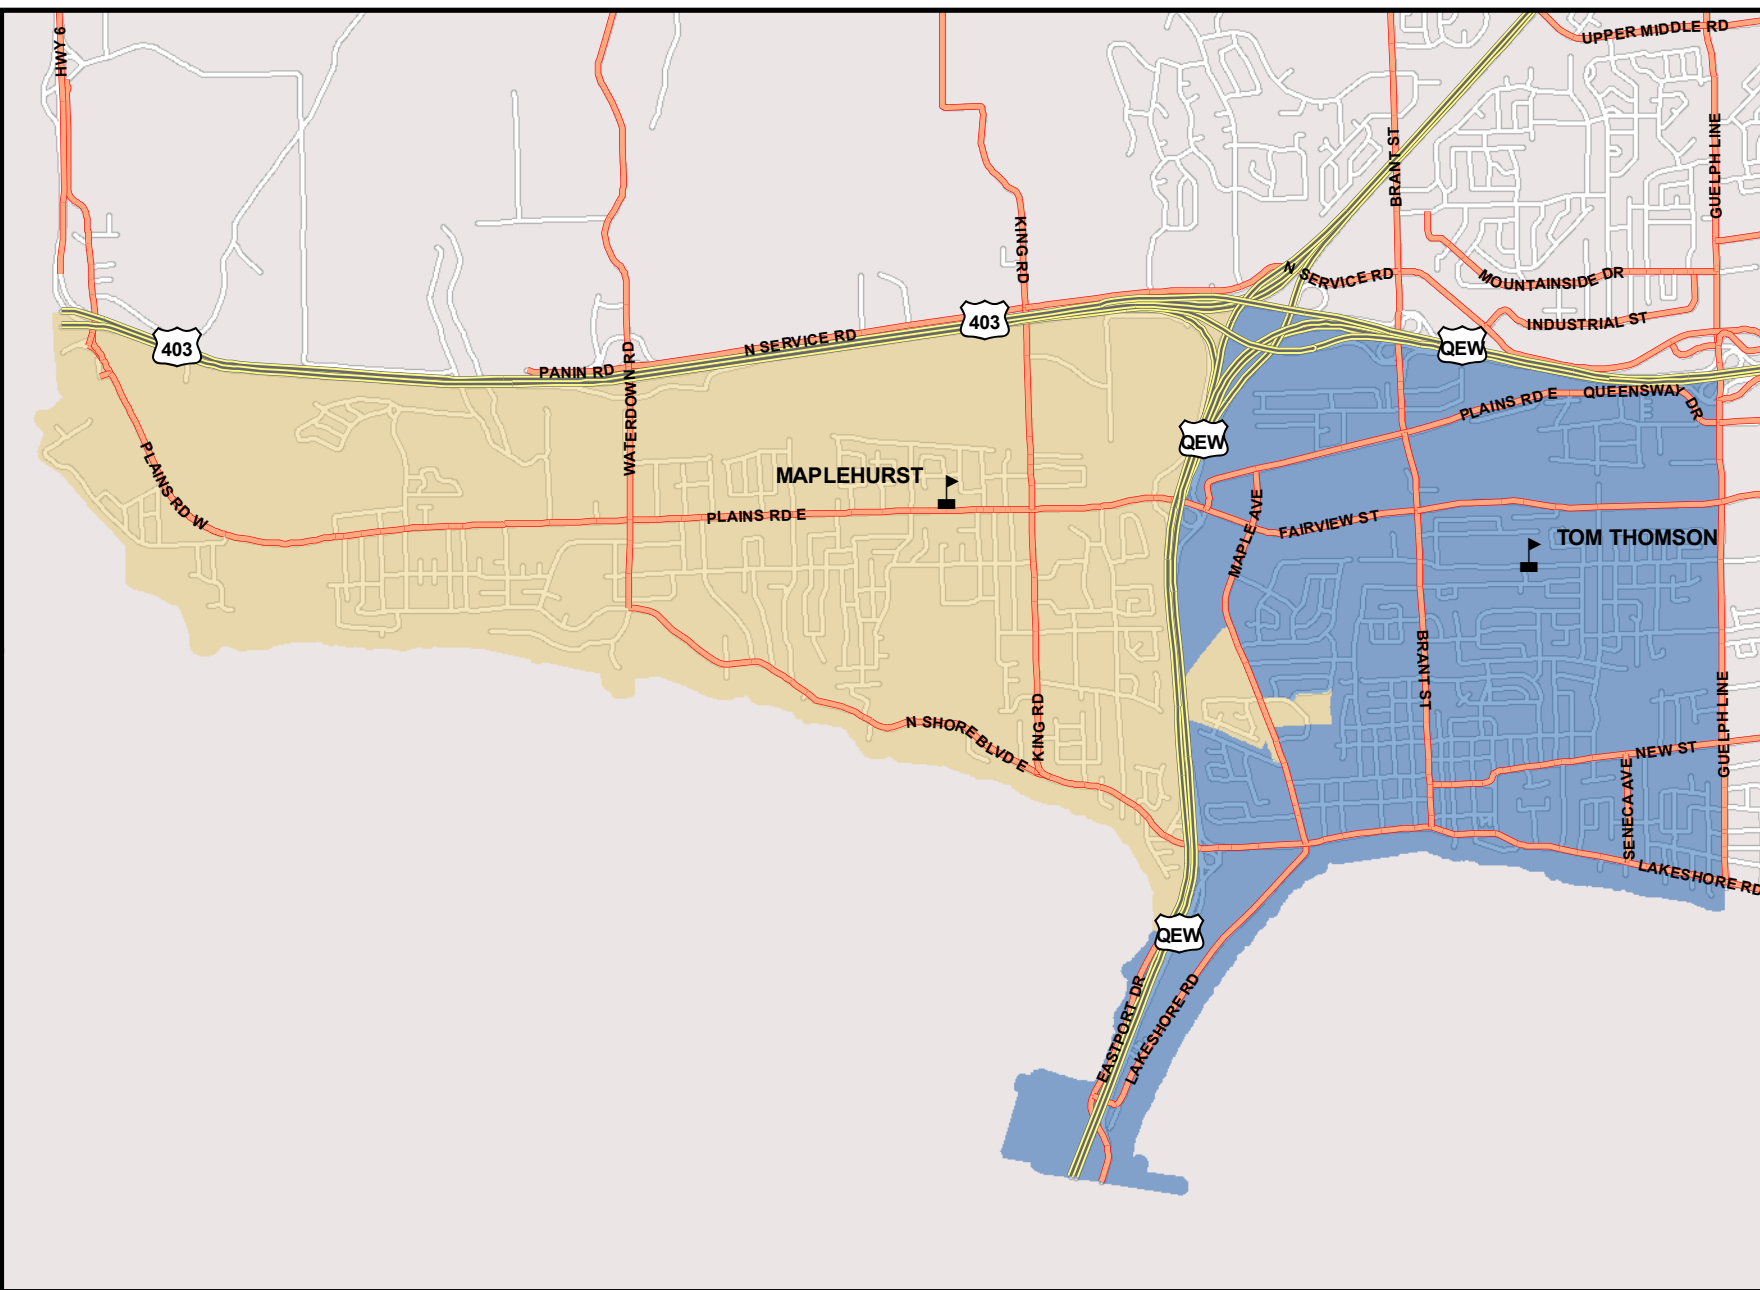 HWY 6
UPPER MIDDLE RD
BRANT ST
GUELPH LINE
KING RD
N SERVICE RD
MOUNTAINSIDE DR
INDUSTRIAL ST
403
403
QEW
N SERVICE RD
PANIN RD
WATERDOWN RD
PLAINS RD E
QUEENSWAY DR
QEW
PLAINS RD W
MAPLEHURST
PLAINS RD E
MAPLE AVE
FAIRVIEW ST
TOM THOMSON
BRANT ST
GUELPH LINE
KING RD
N SHORE BLVD E
NEW ST
SENECA AVE
LAKESHORE RD
QEW
EASTPORT DR
LAKESHORE RD